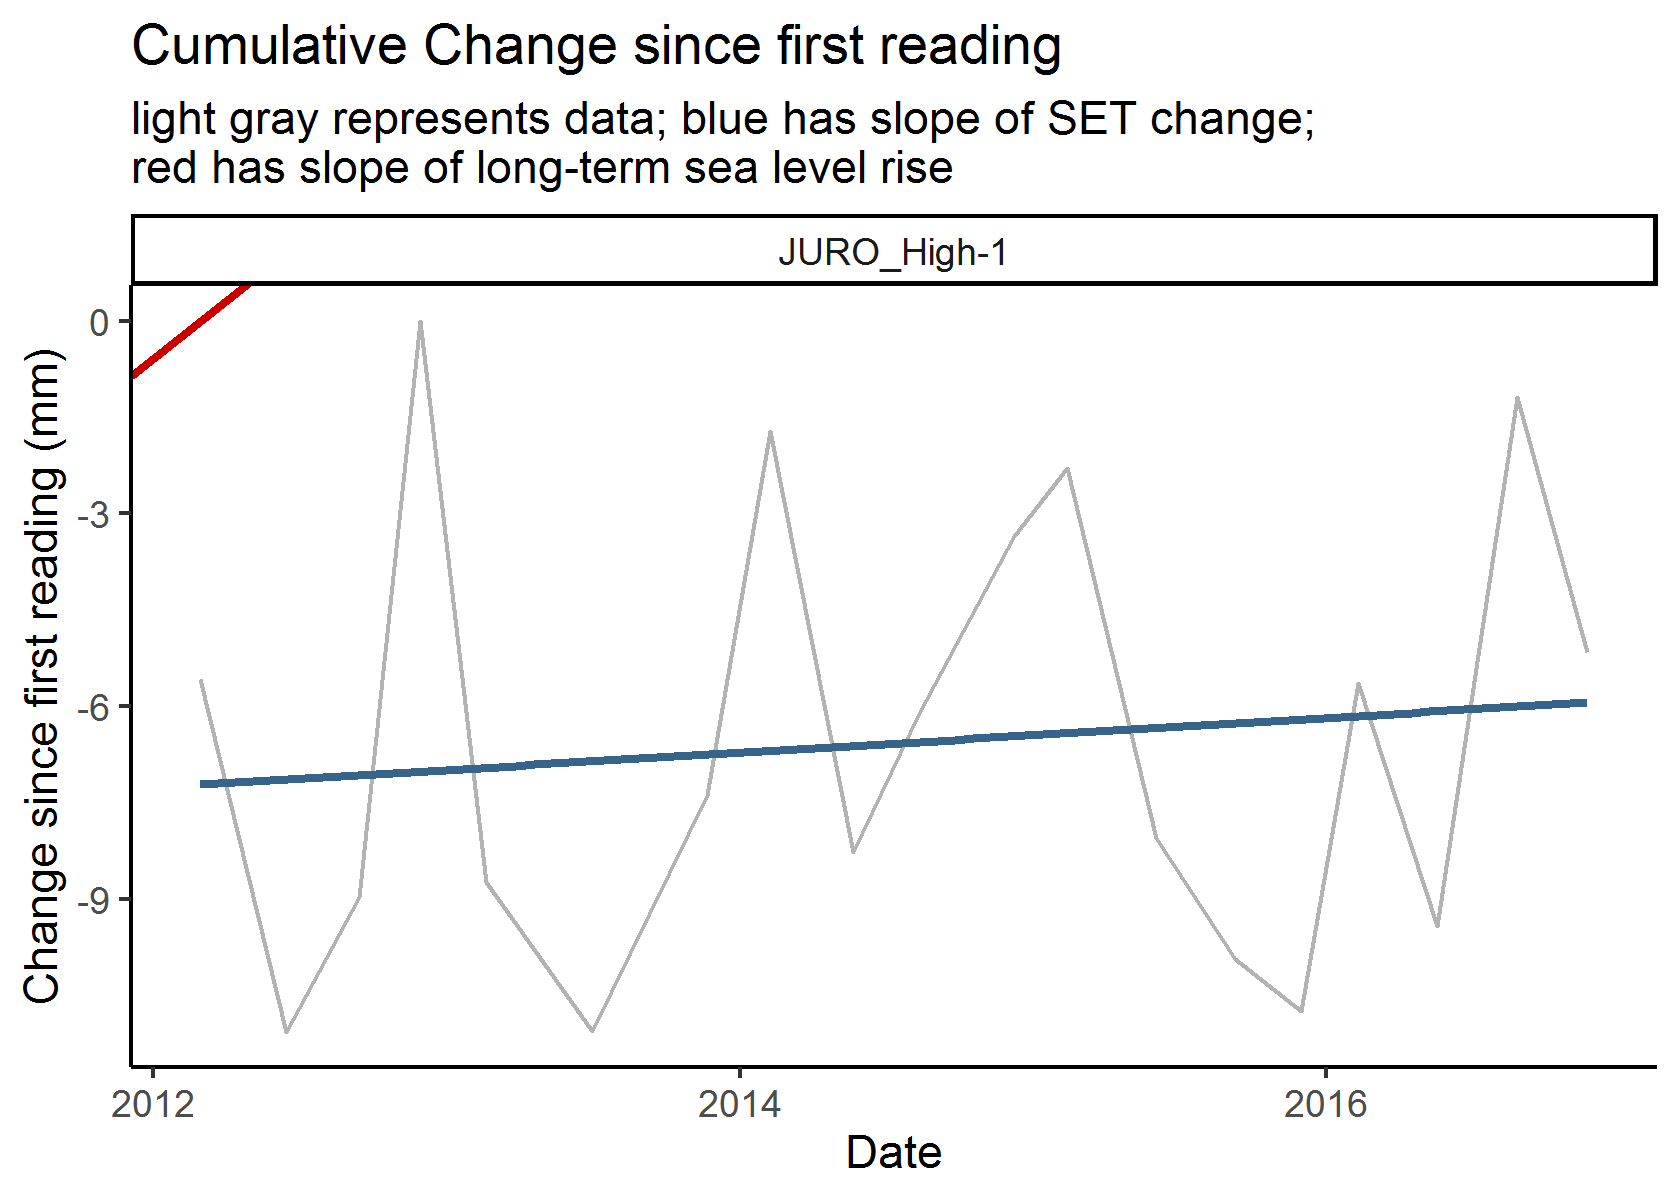 Cumulative Change since first reading
light gray represents data; blue has slope of SET change;
red has slope of long-term sea level rise
JURO_High-1
Change since first reading (mm)
0
-3
-6
-9
2012
2014
2016
Date